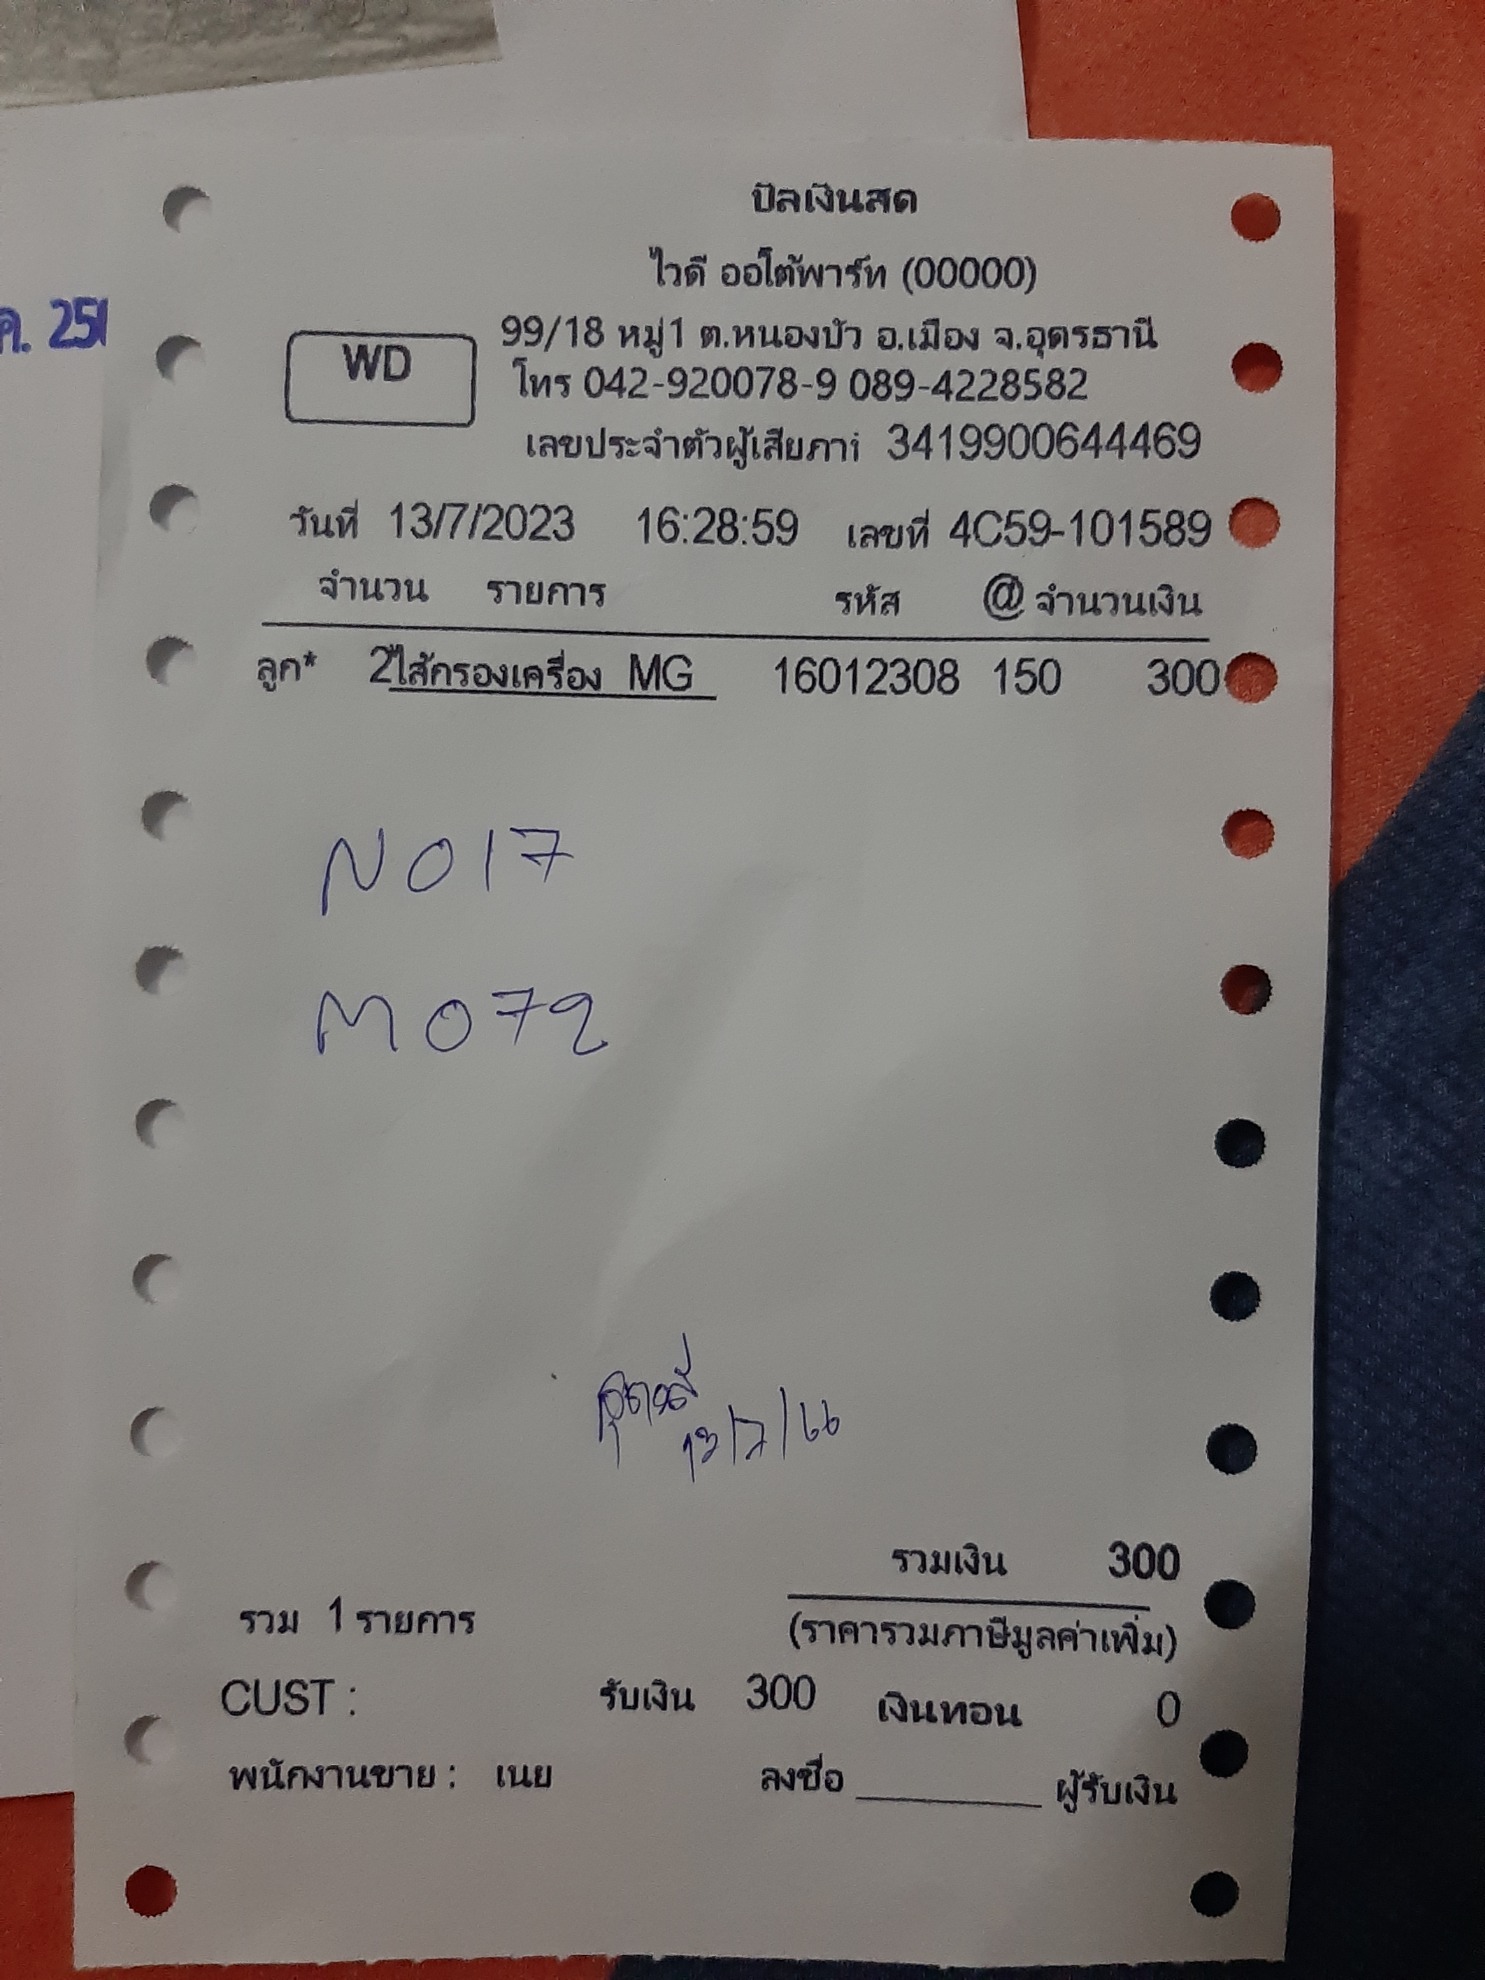 บิลเงินสด
ไวดี ออโต้พาร์ท (00000)
WD
99/18 หมู่1 ต.หนองบัว อ.เมือง จ.อุดรธานี
โทร 042-920078-9 089-4228582
เลขประจำตัวผู้เสียภาi 3419900644469
ค. 251
วันที่ 13/7/2023 16:28:59 เลขที่ 4C59-101589
จำนวน รายการ รหัส @ จำนวนเงิน
ลูก* 2ไส้กรองเครื่อง MG 16012308 150 300
N017
M072
13/7/66
รวมเงิน 300
รวม 1 รายการ (ราคารวมภาษีมูลค่าเพิ่ม)
CUST : รับเงิน 300 เงินทอน 0
พนักงานขาย : เนย ลงชื่อ ________ ผู้รับเงิน